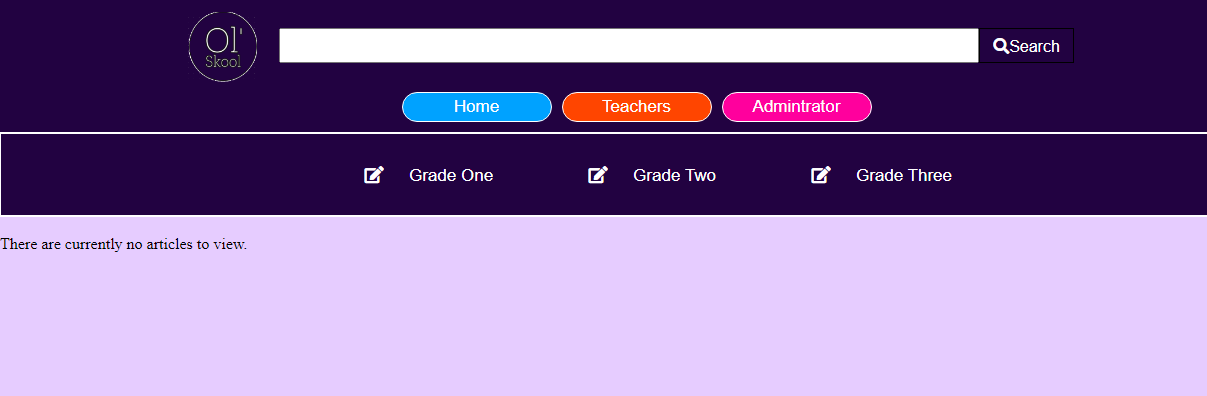 Ol'
Skool
Search
Home Teachers Admintrator
Grade One Grade Two Grade Three
There are currently no articles to view.